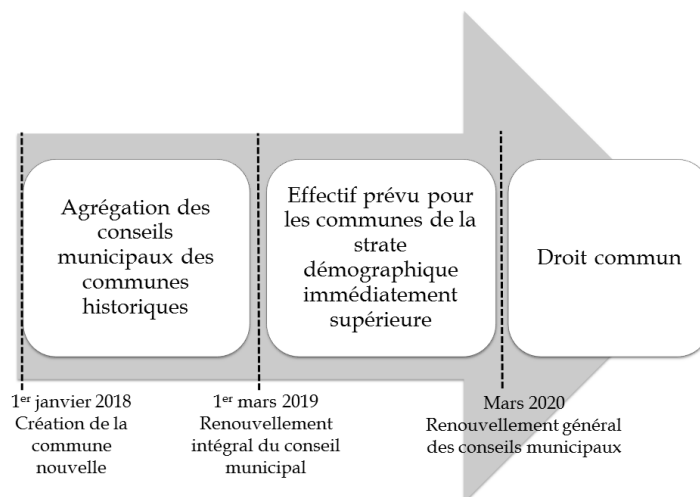 Agrégation des
conseils
municipaux des
communes
historiques
Effectif prévu pour
les communes de la
strate
démographique
immédiatement
supérieure
Droit commun
1er janvier 2018
Création de la
commune
nouvelle
1er mars 2019
Renouvellement
intégral du conseil
municipal
Mars 2020
Renouvellement général
des conseils municipaux